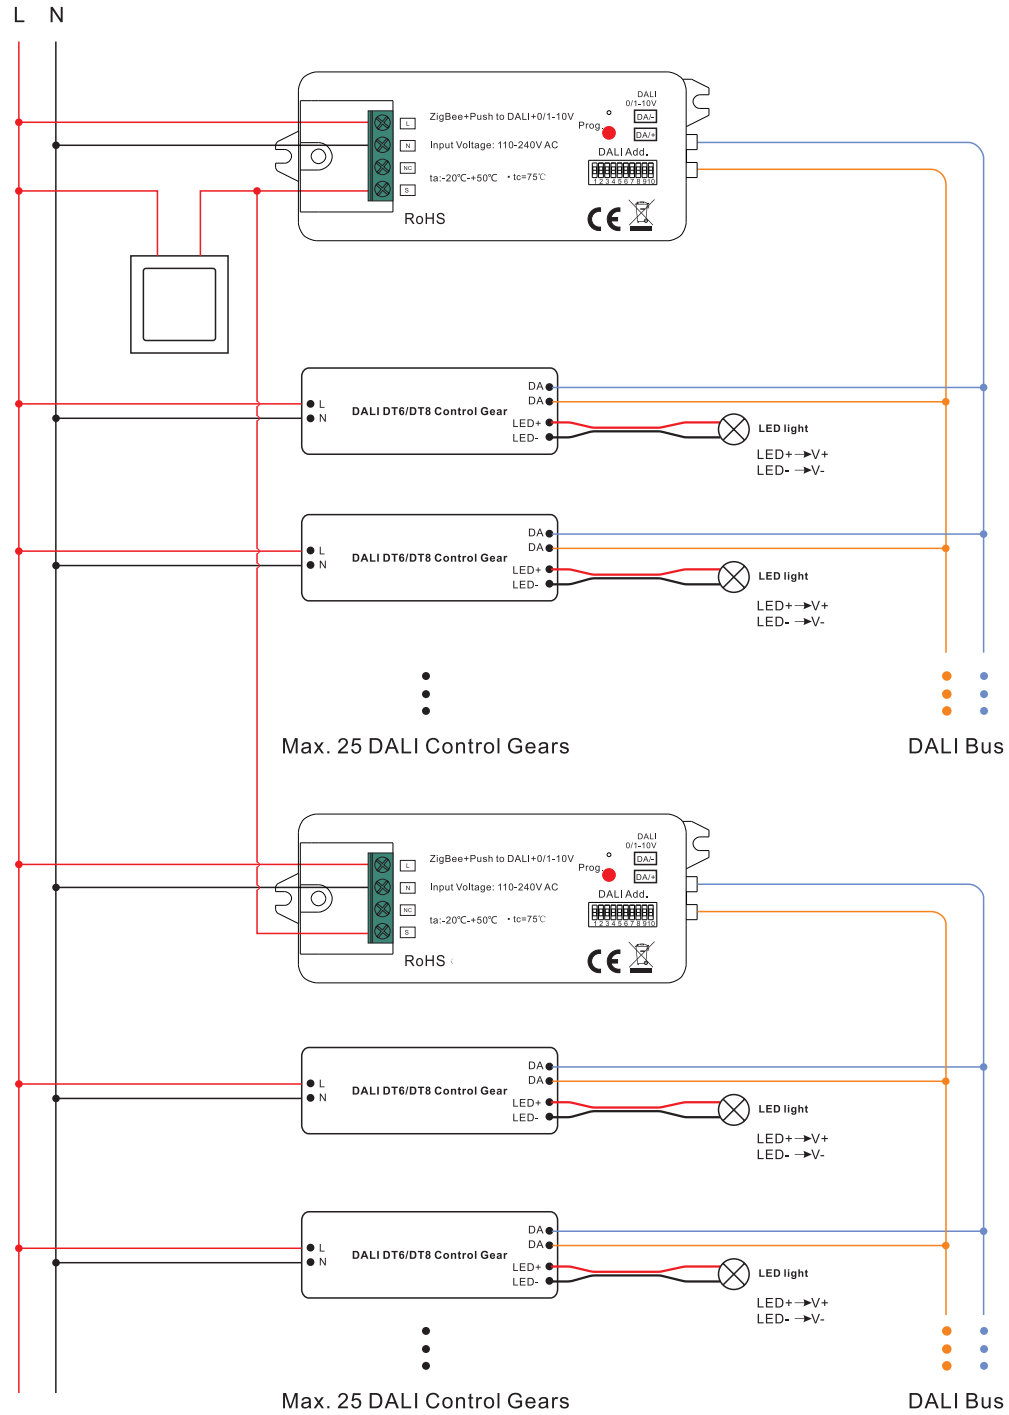 L N
DALI
0/1-10V
ZigBee+Push to DALI+0/1-10V
L
DA/-
Prog.
DA/+
N
Input Voltage: 110-240V AC
DALI Add.
NC
ta:-20℃-+50℃ • tc=75℃
1 2 3 4 5 6 7 8 9 10
S
RoHS
CE
DA
DA
L
N
DALI DT6/DT8 Control Gear
LED+
LED-
LED light
LED+→V+
LED-→V-
DA
DA
L
N
DALI DT6/DT8 Control Gear
LED+
LED-
LED light
LED+→V+
LED-→V-
Max. 25 DALI Control Gears
DALI Bus
DALI
0/1-10V
ZigBee+Push to DALI+0/1-10V
L
DA/-
Prog.
DA/+
N
Input Voltage: 110-240V AC
DALI Add.
NC
ta:-20℃-+50℃ • tc=75℃
1 2 3 4 5 6 7 8 9 10
S
RoHS
CE
DA
DA
L
N
DALI DT6/DT8 Control Gear
LED+
LED-
LED light
LED+→V+
LED-→V-
DA
DA
L
N
DALI DT6/DT8 Control Gear
LED+
LED-
LED light
LED+→V+
LED-→V-
Max. 25 DALI Control Gears
DALI Bus